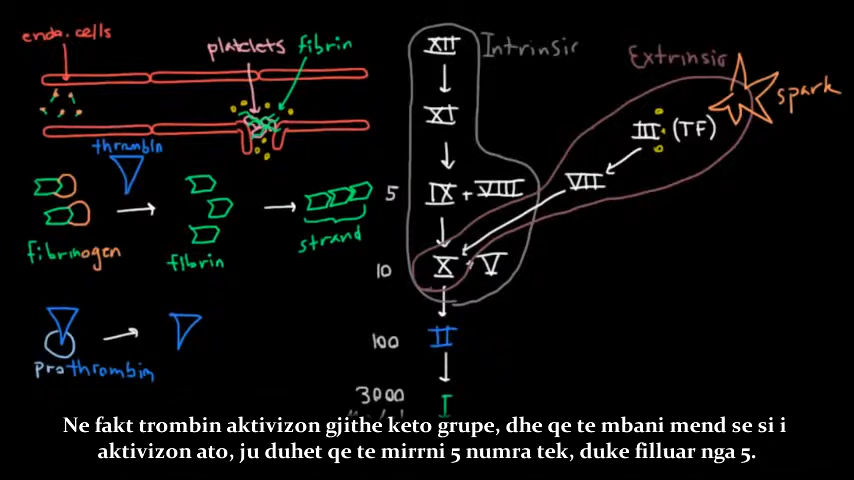 endo. cells
platelets
fibrin
thrombin
fibrinogen
fibrin
strand
prothrombin
XII
Intrinsic
XI
5 IX + VIII
10 X + V
100 II
3000 I
Extrinsic
spark
III (TF)
VII
Ne fakt trombin aktivizon gjithe keto grupe, dhe qe te mbani mend se si i
aktivizon ato, ju duhet qe te mirrni 5 numra tek, duke filluar nga 5.